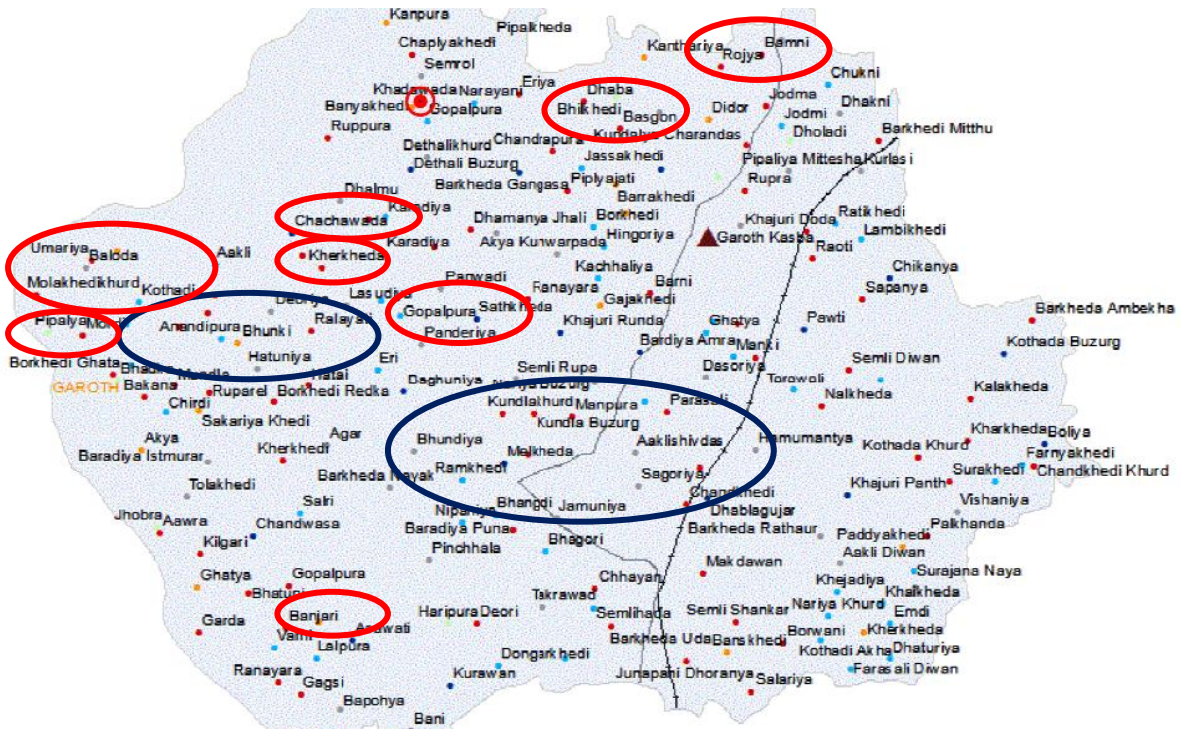 Kanpura
Pipalkheda
Chaplyakhedi
Kanthariya
Rojya
Bamni
Semrol
Chukni
Khadawada
Narayani
Eriya
Dhaba
Jodma
Dhakni
Banyakhedi
Gopalpura
Bhilkhedi
Basgon
Didor
Jodmi
Ruppura
Chandrapura
Kundalya Charandas
Dholadi
Barkhedi Mitthu
Dethalikhurd
Dethali Buzurg
Jassakhedi
Pipaliya Mittesha
Kurlasi
Dhalmu
Barkheda Gangasa
Piplyajati
Rupra
Barrakhedi
Chachawada
Karadiya
Dhamanya Jhali
Borkhedi
Khajuri Doda
Ratikhedi
Umariya
Baloda
Aakli
Kherkheda
Karadiya
Akya Kunwarpada
Hingoriya
Garoth Kasba
Raoti
Lambikhedi
Molakhedikhurd
Kothadi
Debriya
Lasudiya
Panwadi
Kachhaliya
Chikanya
Ranayara
Barni
Sapanya
Pipalya
Anandipura
Bhunki
Ralayati
Gopalpura
Sathkheda
Gajakhedi
Barkheda Ambekha
Panderiya
Khajuri Runda
Ghatya
Pawti
Hatuniya
Eri
Bardiya Amra
Manki
Kothada Buzurg
Borkhedi Ghata
Semli Rupa
Dasoriya
Semli Diwan
GAROTH
Bakana
Ruparel
Borkhedi Redka
Daghuniya
Nariya Buzurg
Torowoli
Nalkheda
Kalakheda
Chirdi
Sakariya Khedi
Kundlakhurd
Manpura
Parasali
Kundla Buzurg
Akya
Agar
Bhundiya
Aaklishivdas
Hamumantya
Kharkheda
Boliya
Baradiya Istmurar
Kherkhedi
Melkheda
Kothada Khurd
Farnyakhedi
Barkheda Nayak
Ramkhedi
Sagoriya
Surakhedi
Chandkhedi Khurd
Tolakhedi
Khajuri Panth
Salri
Bhangdi
Chandkhedi
Vishaniya
Jhobra
Aawra
Chandwasa
Nipaniya
Jamuniya
Dhablagujar
Palkhanda
Baradiya Puna
Barkheda Rathaur
Paddyakhedi
Kilgari
Pinchhala
Bhagori
Aakli Diwan
Ghatya
Gopalpura
Chhayan
Makdawan
Khejadiya
Surajana Naya
Bhatuni
Takrawad
Khalkheda
Garda
Banjari
Haripura
Deori
Semlihada
Semli Shankar
Nariya Khurd
Emdi
Lalpura
Barkheda Uda
Banskhedi
Borwani
Kherkheda
Ranayara
Dongarkhedi
Kothadi Akha
Dhaturiya
Gagsi
Kurawan
Junapani
Dhoranya
Salariya
Farasali Diwan
Bapohya
Bani